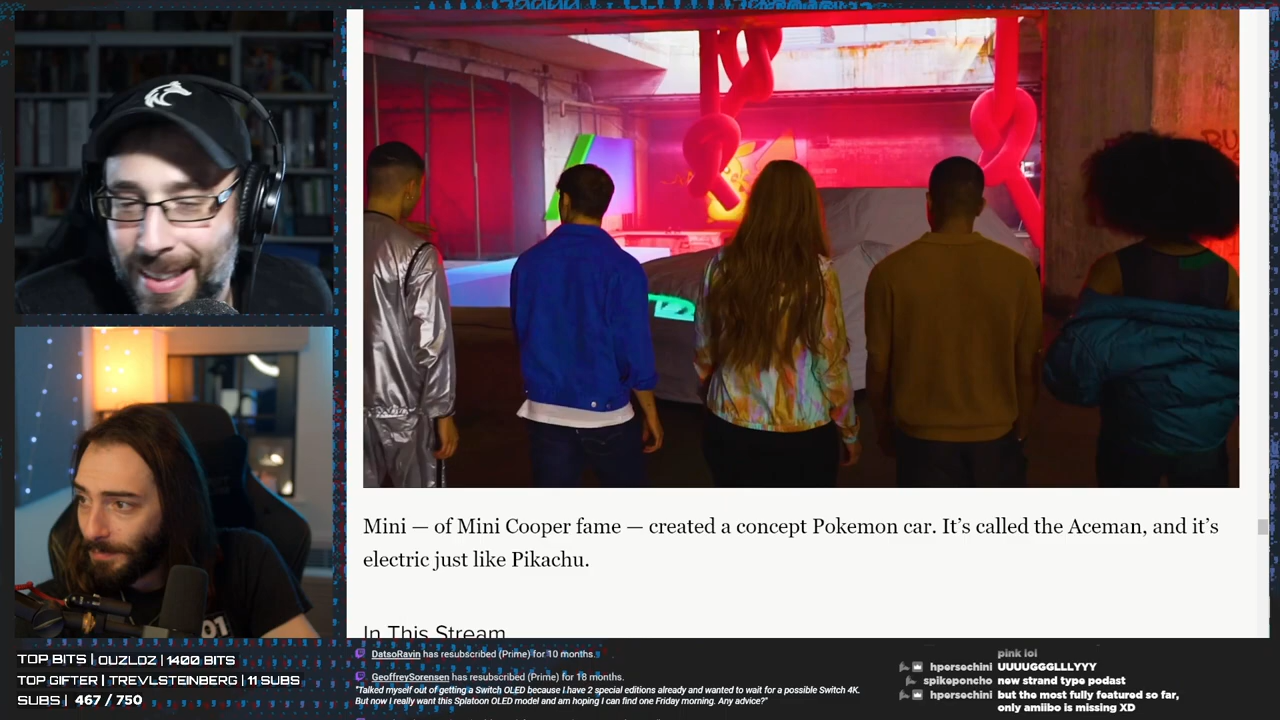 Mini — of Mini Cooper fame — created a concept Pokemon car. It’s called the Aceman, and it’s
electric just like Pikachu.
In This Stream
TOP BITS | OUZLOZ | 1400 BITS
TOP GIFTER | TREVLSTEINBERG | 11 SUBS
SUBS | 467 / 750
DatsoRavin has resubscribed (Prime) for 10 months.
GeoffreySorensen has resubscribed (Prime) for 18 months.
"Talked myself out of getting a Switch OLED because I have 2 special editions already and wanted to wait for a possible Switch 4K.
But now I really want this Splatoon OLED model and am hoping I can find one Friday morning. Any advice?"
pink lol
hpersechini UUUUGGGLLLYYY
spikeponcho new strand type podast
hpersechini but the most fully featured so far,
only amiibo is missing XD